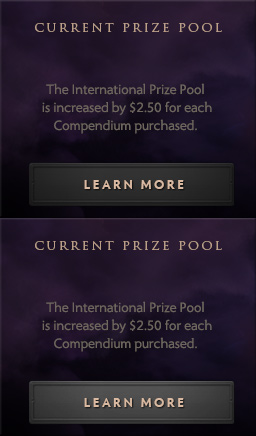 CURRENT PRIZE POOL
The International Prize Pool
is increased by $2.50 for each
Compendium purchased.
LEARN MORE
CURRENT PRIZE POOL
The International Prize Pool
is increased by $2.50 for each
Compendium purchased.
LEARN MORE